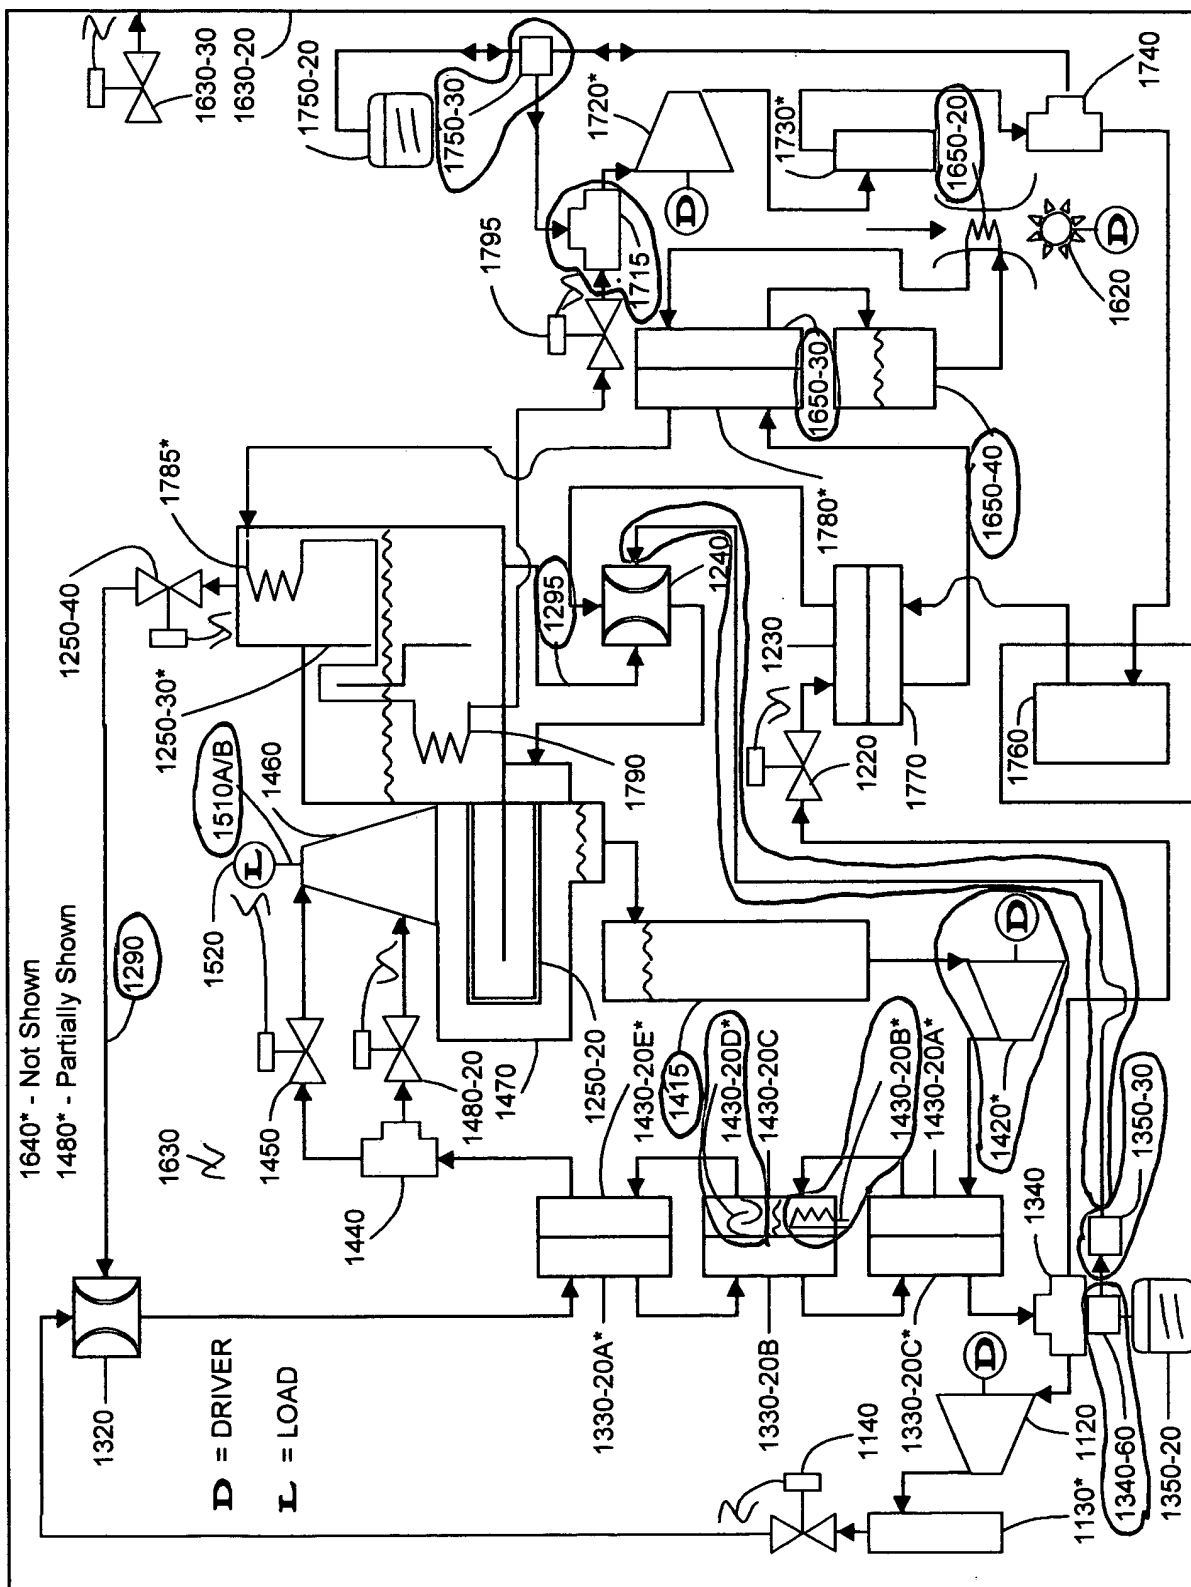 1640* - Not Shown
1480* - Partially Shown
D = DRIVER
L = LOAD
1630-30
1630-20
1750-20
1750-30
1720*
1730*
1650-20
1740
1795
1715
1620
D
D
1785*
1250-40
1250-30*
1650-30
1780*
1650-40
1240
1295
1230
1220
1770
1760
1790
1460
1510A/B
L
1520
1290
1630
1450
1480-20
1470
1250-20
1440
1430-20E*
1415
1430-20D*
1430-20C
1430-20B*
1430-20A*
1420*
D
1350-30
1340
1320
1330-20A*
1330-20B
1330-20C*
D
1140
1120
1130*
1340-60
1350-20